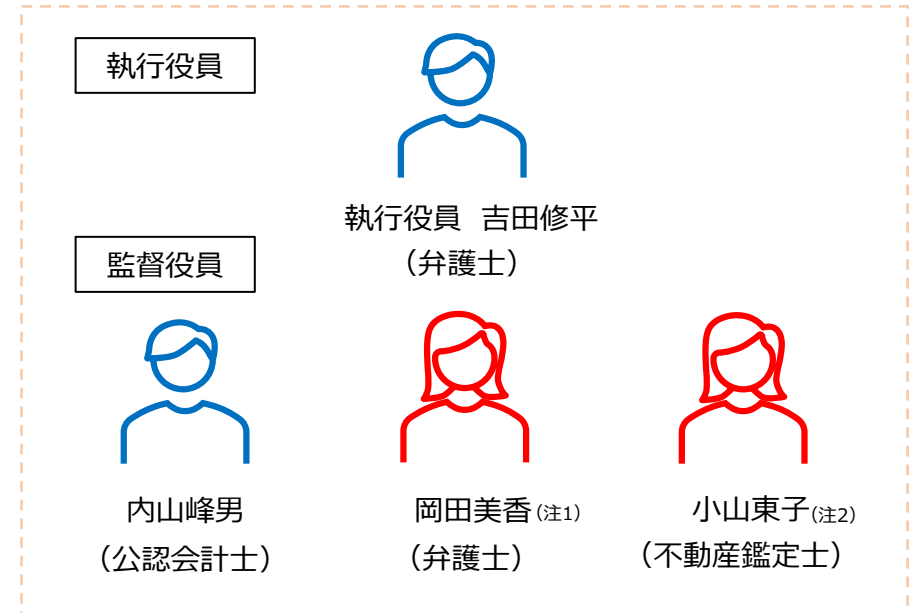 執行役員
執行役員 吉田修平
（弁護士）
監督役員
内山峰男
（公認会計士）
岡田美香(注1)
（弁護士）
小山東子(注2)
（不動産鑑定士）